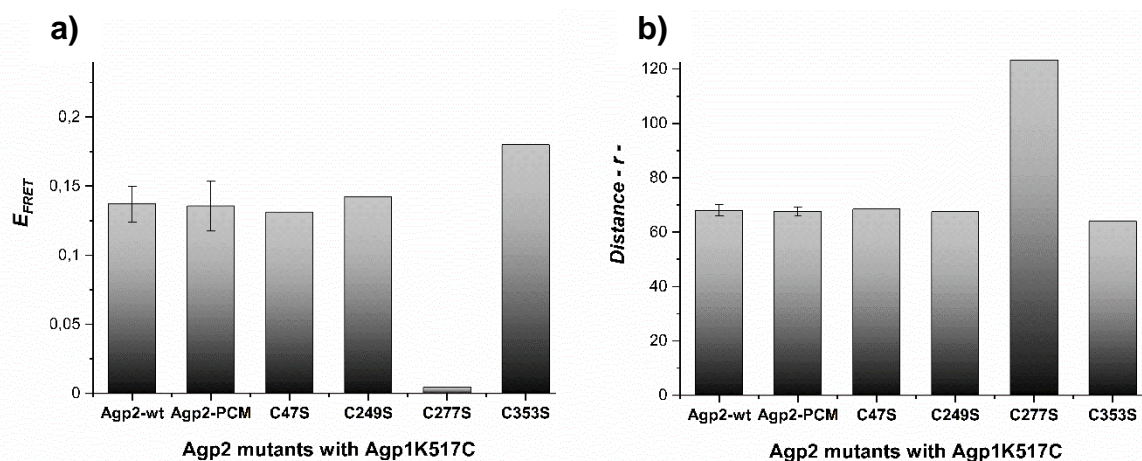 a)
E_FRET
0,2
0,15
0,1
0,05
0
Agp2-wt Agp2-PCM C47S C249S C277S C353S
Agp2 mutants with Agp1K517C
b)
Distance - r -
120
100
80
60
40
20
0
Agp2-wt Agp2-PCM C47S C249S C277S C353S
Agp2 mutants with Agp1K517C